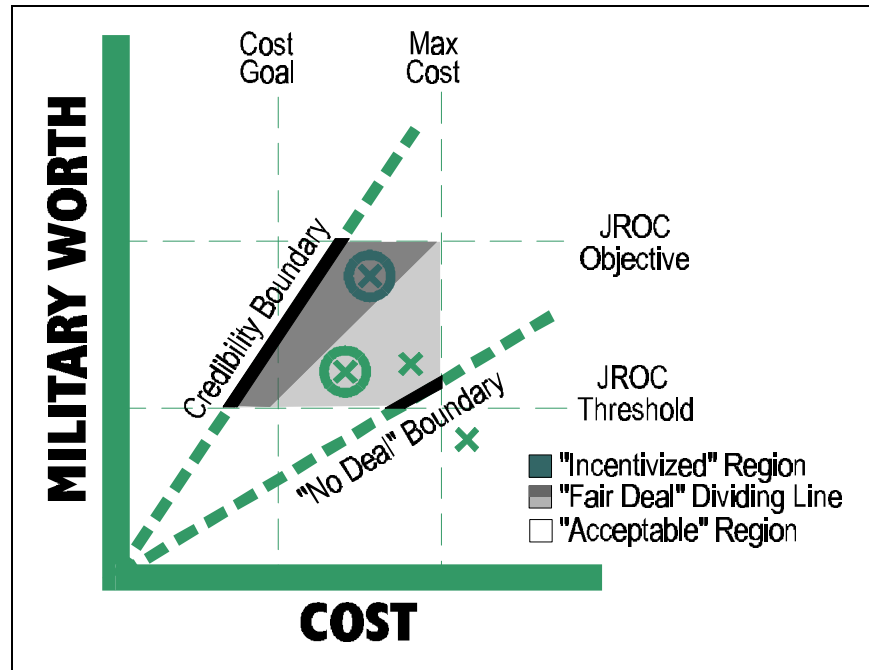 Cost
Goal
Max
Cost
MILITARY WORTH
Credibility Boundary
JROC
Objective
JROC
Threshold
"No Deal" Boundary
"Incentivized" Region
"Fair Deal" Dividing Line
"Acceptable" Region
COST